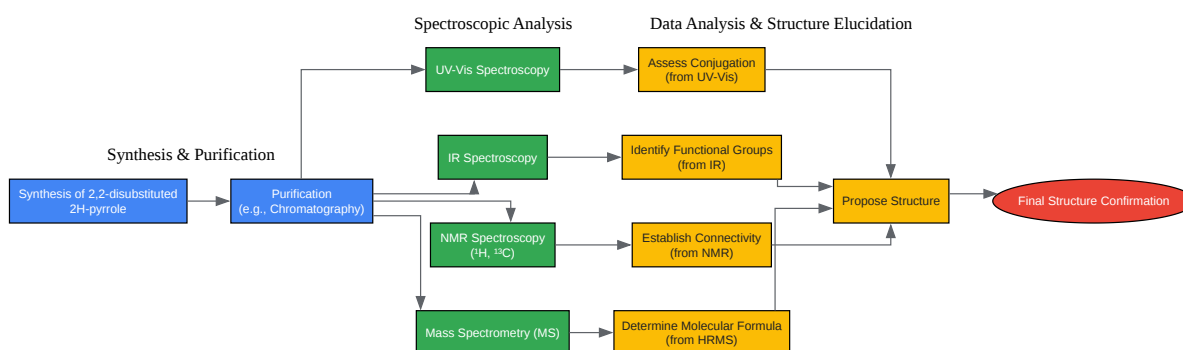 Spectroscopic Analysis
Data Analysis & Structure Elucidation
UV-Vis Spectroscopy
Assess Conjugation
(from UV-Vis)
Synthesis & Purification
IR Spectroscopy
Identify Functional Groups
(from IR)
Synthesis of 2,2-disubstituted
2H-pyrrole
Purification
(e.g., Chromatography)
Propose Structure
Final Structure Confirmation
NMR Spectroscopy
(¹H, ¹³C)
Establish Connectivity
(from NMR)
Mass Spectrometry (MS)
Determine Molecular Formula
(from HRMS)